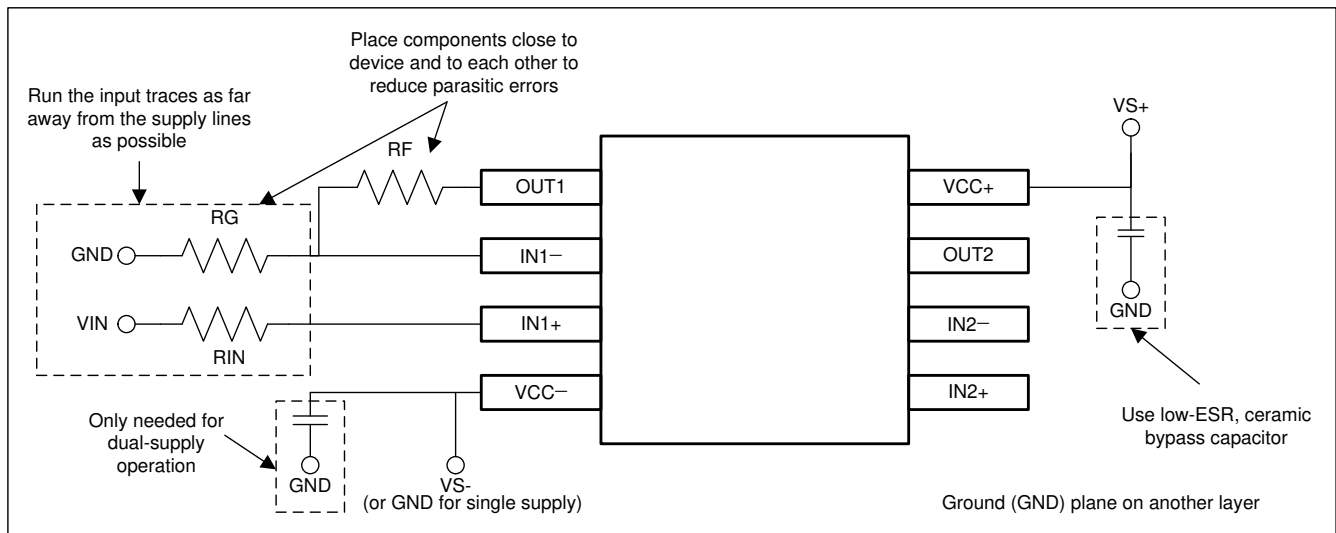 Place components close to
device and to each other to
reduce parasitic errors
Run the input traces as far
away from the supply lines
as possible
VS+
RF
OUT1
VCC+
RG
GND
IN1−
OUT2
GND
VIN
IN1+
IN2−
RIN
VCC−
IN2+
Only needed for
dual-supply
operation
Use low-ESR, ceramic
bypass capacitor
GND
VS-
(or GND for single supply)
Ground (GND) plane on another layer